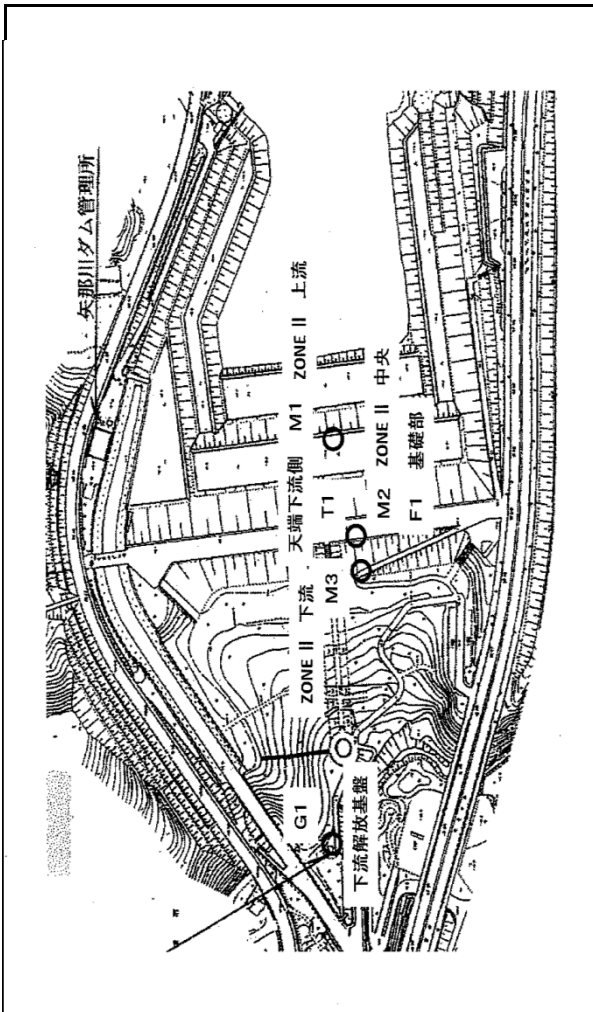 矢那川ダム管理所
ZONE II 上流
M1
天端下流側
T1
ZONE II 中央
M2
基礎部
F1
ZONE II 下流
M3
G1
下流解放基盤